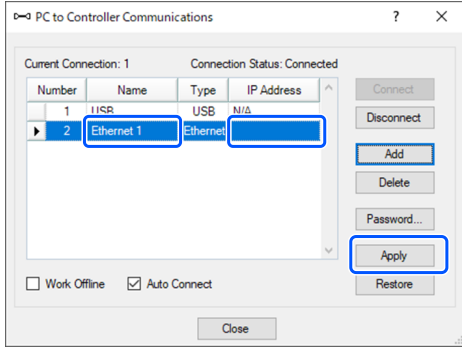 PC to Controller Communications ?
Current Connection: 1 Connection Status: Connected
Number Name Type IP Address Connect
1 USB USB N/A Disconnect
2 Ethernet 1 Ethernet
Add
Delete
Password...
Apply
Work Offline Auto Connect Restore
Close